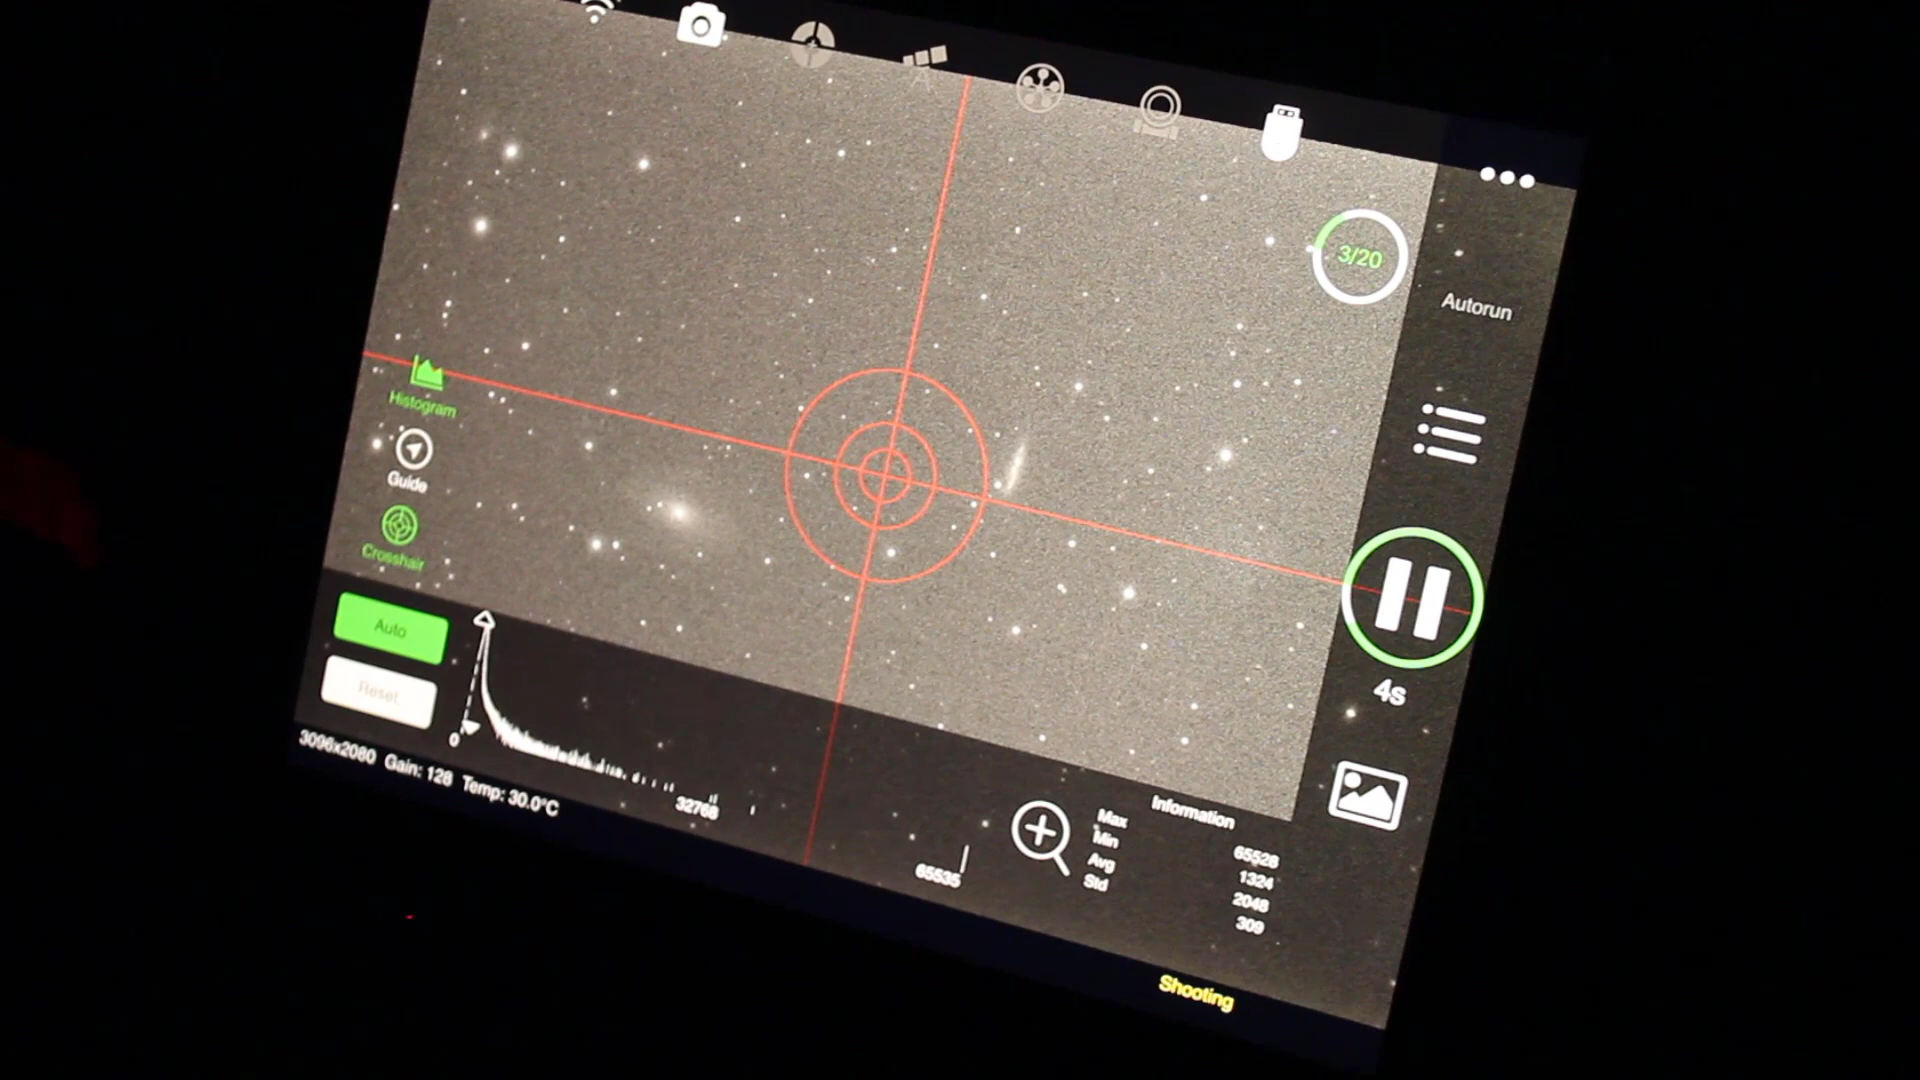 3/20
Autorun
Histogram
Guide
Crosshair
Auto
Reset
4s
0
32768
65535
3096x2080 Gain: 128 Temp: 30.0°C
Information
Max 65528
Min 1324
Avg 2048
Std 309
Shooting